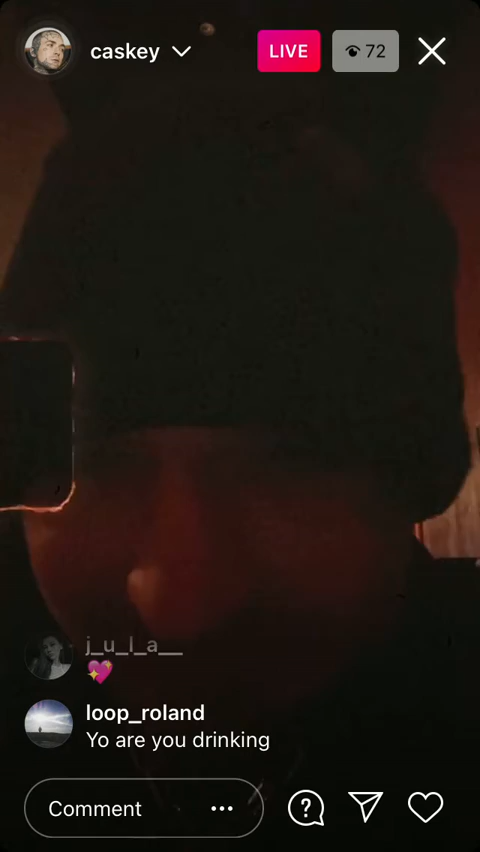 caskey
LIVE
72
j_u_l_a__
💖
loop_roland
Yo are you drinking
Comment